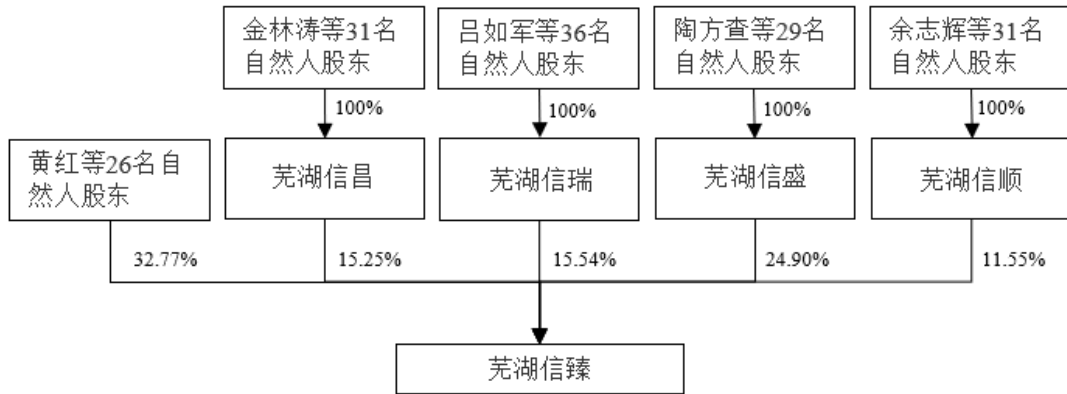 金林涛等31名
自然人股东
吕如军等36名
自然人股东
陶方查等29名
自然人股东
余志辉等31名
自然人股东
100%
100%
100%
100%
黄红等26名自
然人股东
芜湖信昌
芜湖信瑞
芜湖信盛
芜湖信顺
32.77%
15.25%
15.54%
24.90%
11.55%
芜湖信臻